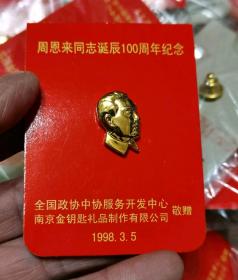 周恩来同志诞辰100周年纪念
全国政协中协服务开发中心
南京金钥匙礼品制作有限公司
敬赠
1998.3.5